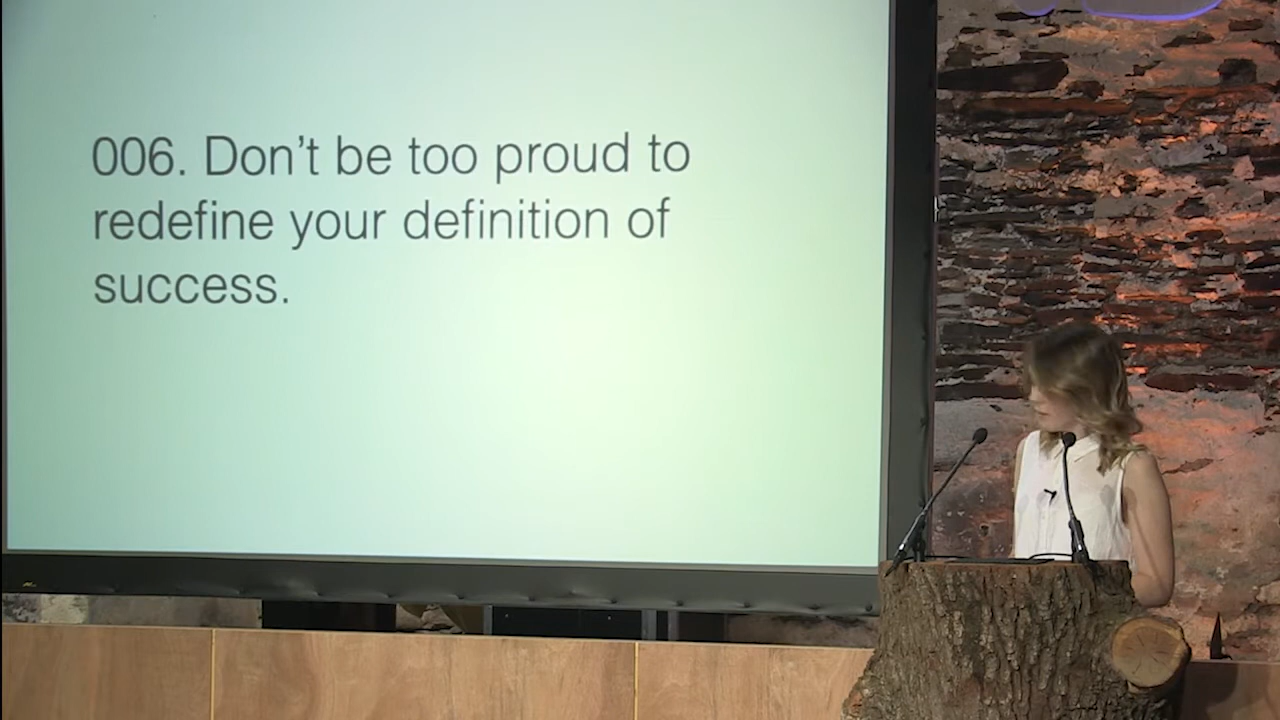 006. Don't be too proud to
redefine your definition of
success.